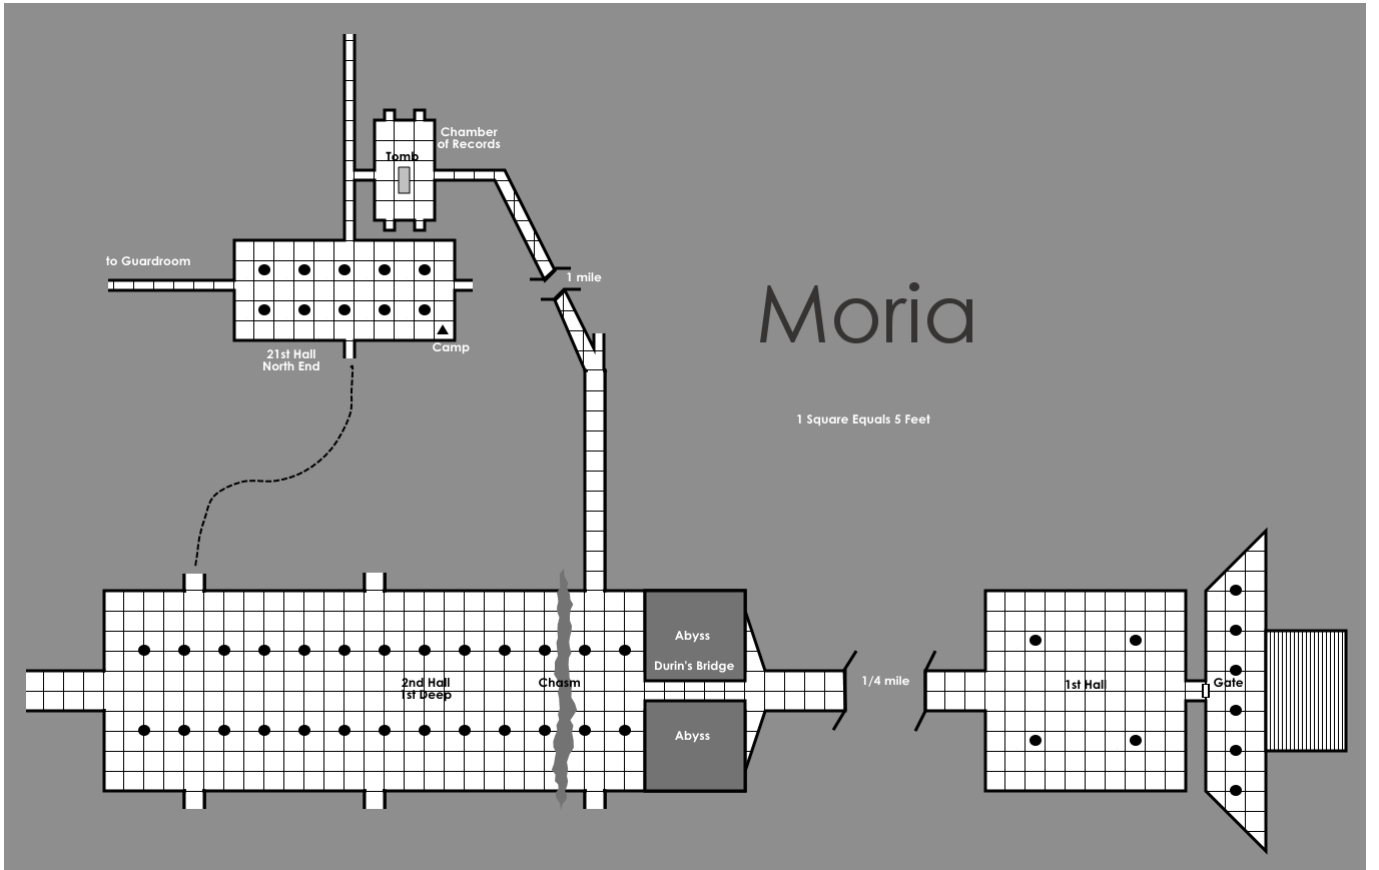 Chamber
of Records
Tomb
to Guardroom
1 mile
Moria
21st Hall
North End
Camp
1 Square Equals 5 Feet
Abyss
Durin's Bridge
2nd Hall
1st Deep
Chasm
1/4 mile
1st Hall
Gate
Abyss